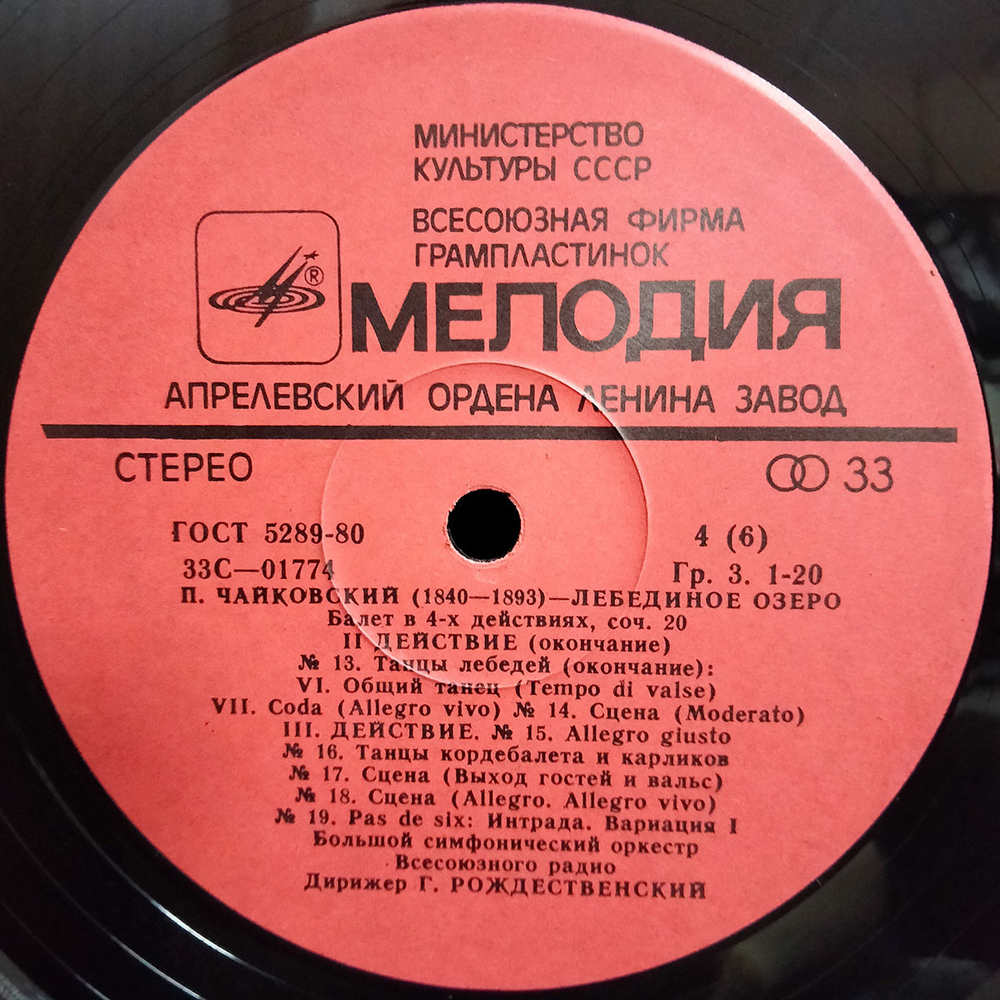 МИНИСТЕРСТВО
КУЛЬТУРЫ СССР
ВСЕСОЮЗНАЯ ФИРМА
ГРАМПЛАСТИНОК
®
МЕЛОДИЯ
АПРЕЛЕВСКИЙ ОРДЕНА ЛЕНИНА ЗАВОД
СТЕРЕО 33
ГОСТ 5289-80 4 (6)
33С—01774 Гр. 3. 1-20
П. ЧАЙКОВСКИЙ (1840—1893)—ЛЕБЕДИНОЕ ОЗЕРО
Балет в 4-х действиях, соч. 20
II ДЕЙСТВИЕ (окончание)
№ 13. Танцы лебедей (окончание):
VI. Общий танец (Tempo di valse)
VII. Coda (Allegro vivo) № 14. Сцена (Moderato)
III. ДЕЙСТВИЕ. № 15. Allegro giusto
№ 16. Танцы кордебалета и карликов
№ 17. Сцена (Выход гостей и вальс)
№ 18. Сцена (Allegro. Allegro vivo)
№ 19. Pas de six: Интрада. Вариация I
Большой симфонический оркестр
Всесоюзного радио
Дирижер Г. РОЖДЕСТВЕНСКИЙ